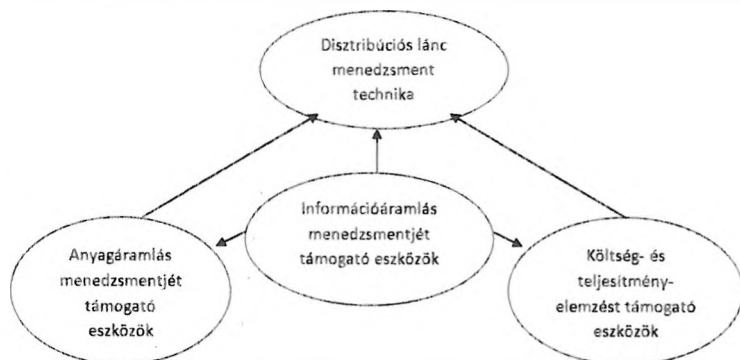 Disztribúciós lánc
menedzsment
technika
Információáramlás
menedzsmentjét
támogató eszközök
Anyagáramlás
menedzsmentjét
támogató
eszközök
Költség- és
teljesítmény-
elemzést támogató
eszközök